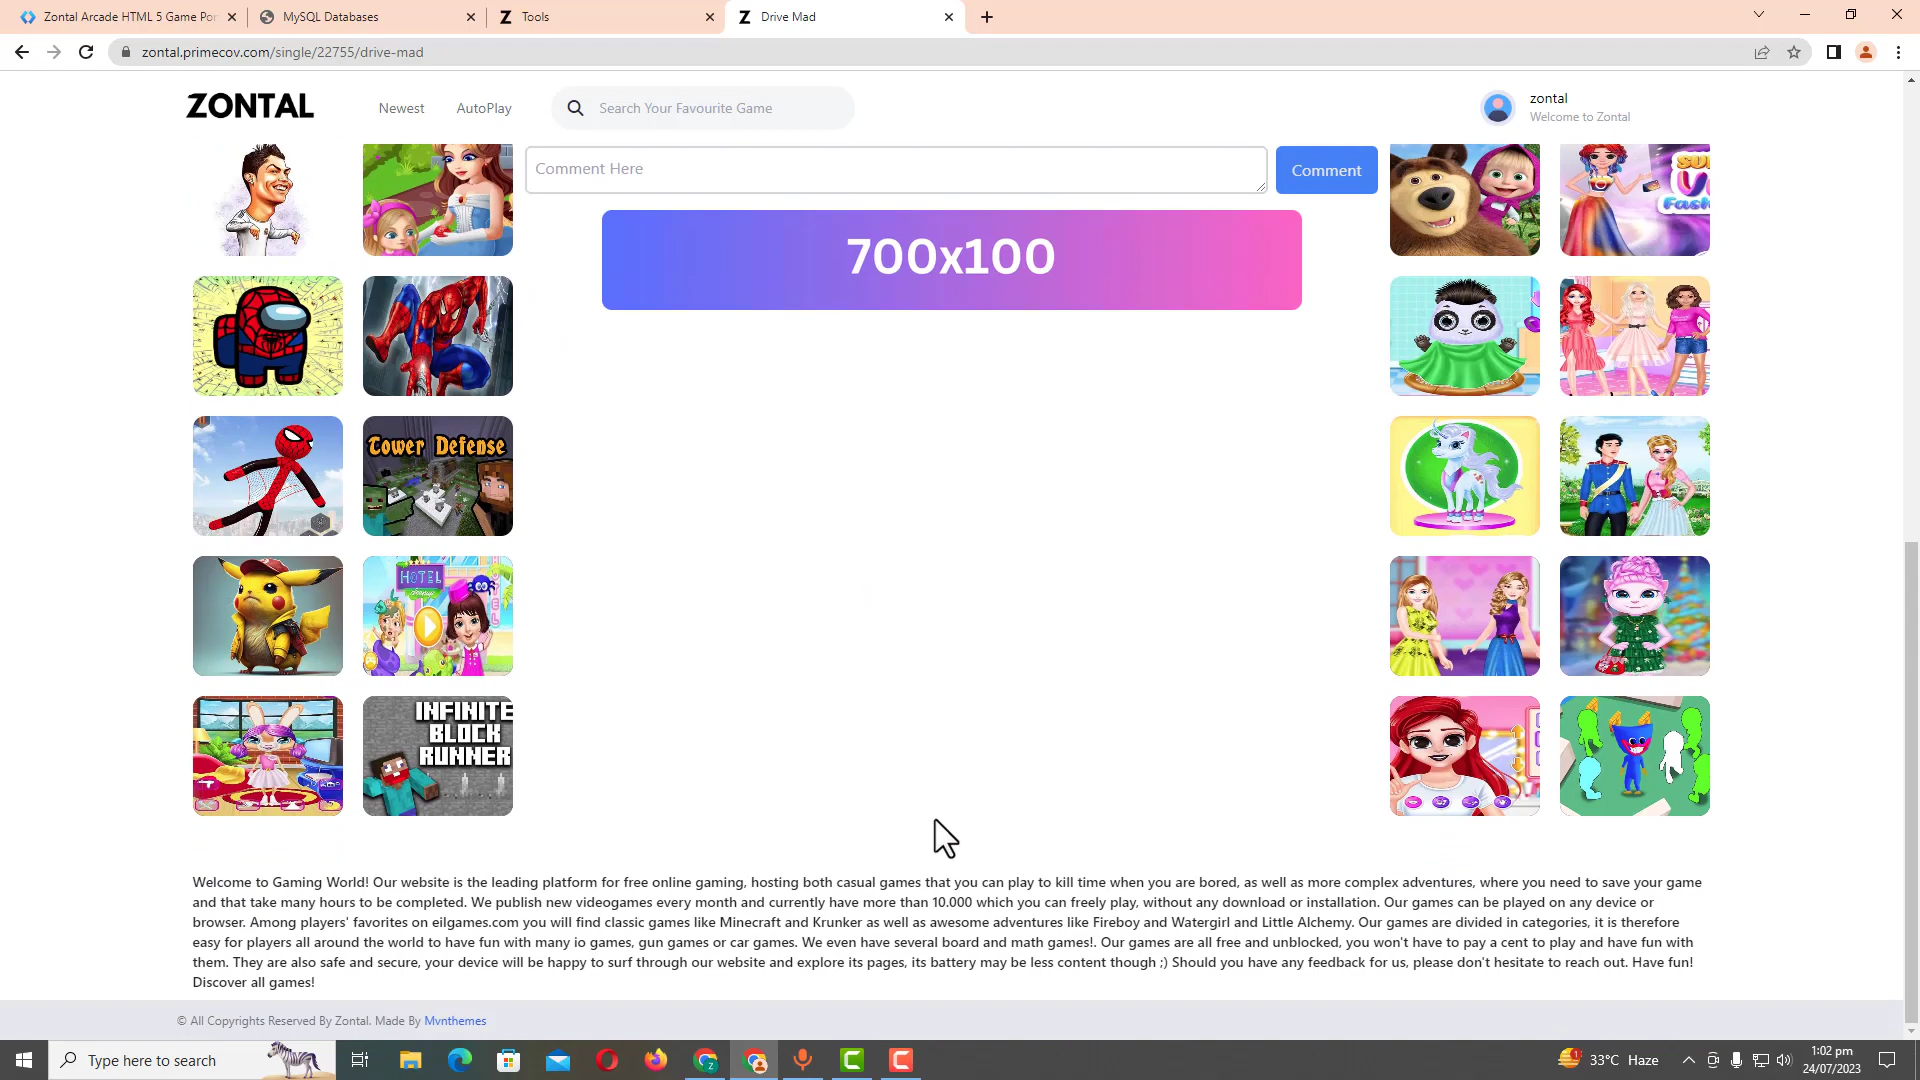 Zontal Arcade HTML 5 Game Por
MySQL Databases
Tools
Drive Mad
zontal.primecov.com/single/22755/drive-mad
ZONTAL
Newest
AutoPlay
Search Your Favourite Game
zontal
Welcome to Zontal
Comment Here
Comment
700x100
Tower Defense
HOTEL
INFINITE
BLOCK
RUNNER
Welcome to Gaming World! Our website is the leading platform for free online gaming, hosting both casual games that you can play to kill time when you are bored, as well as more complex adventures, where you need to save your game
and that take many hours to be completed. We publish new videogames every month and currently have more than 10.000 which you can freely play, without any download or installation. Our games can be played on any device or
browser. Among players' favorites on eilgames.com you will find classic games like Minecraft and Krunker as well as awesome adventures like Fireboy and Watergirl and Little Alchemy. Our games are divided in categories, it is therefore
easy for players all around the world to have fun with many io games, gun games or car games. We even have several board and math games!. Our games are all free and unblocked, you won't have to pay a cent to play and have fun with
them. They are also safe and secure, your device will be happy to surf through our website and explore its pages, its battery may be less content though ;) Should you have any feedback for us, please don't hesitate to reach out. Have fun!
Discover all games!
© All Copyrights Reserved By Zontal. Made By Mvnthemes
Type here to search
33°C Haze
1:02 pm
24/07/2023